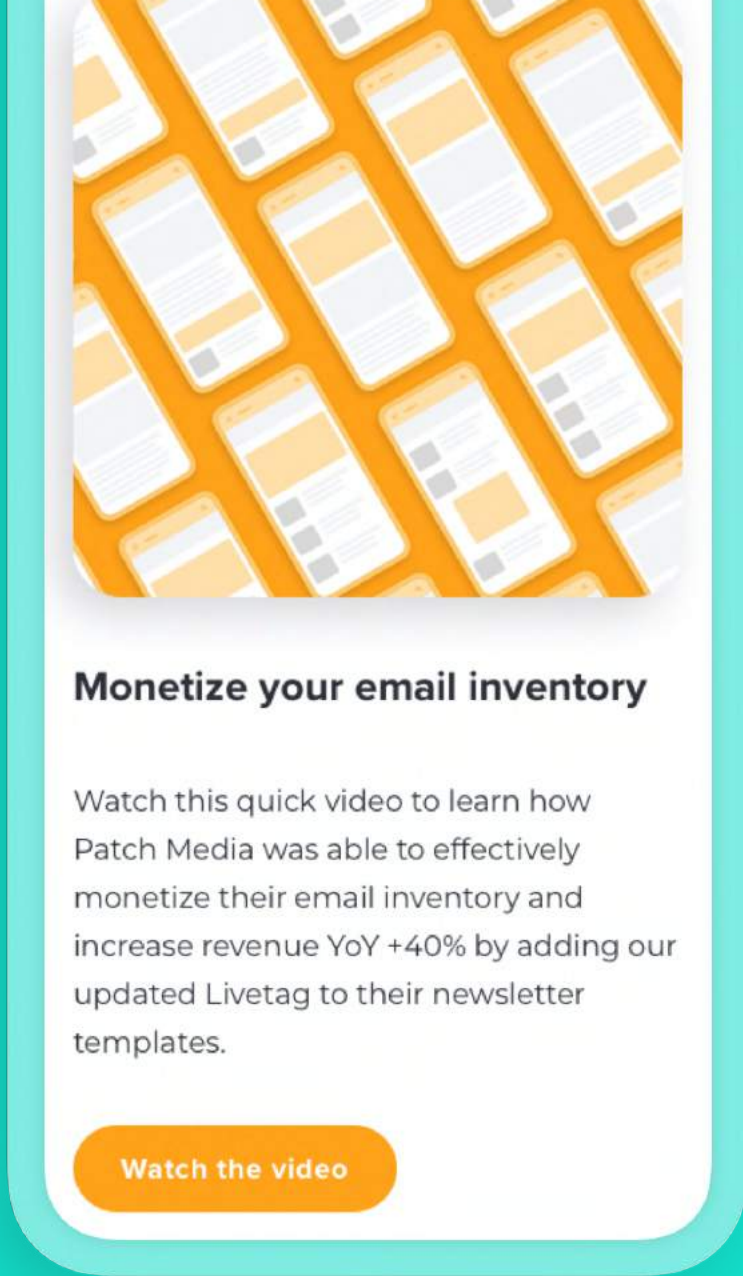 Monetize your email inventory
Watch this quick video to learn how
Patch Media was able to effectively
monetize their email inventory and
increase revenue YoY +40% by adding our
updated Livetag to their newsletter
templates.
Watch the video